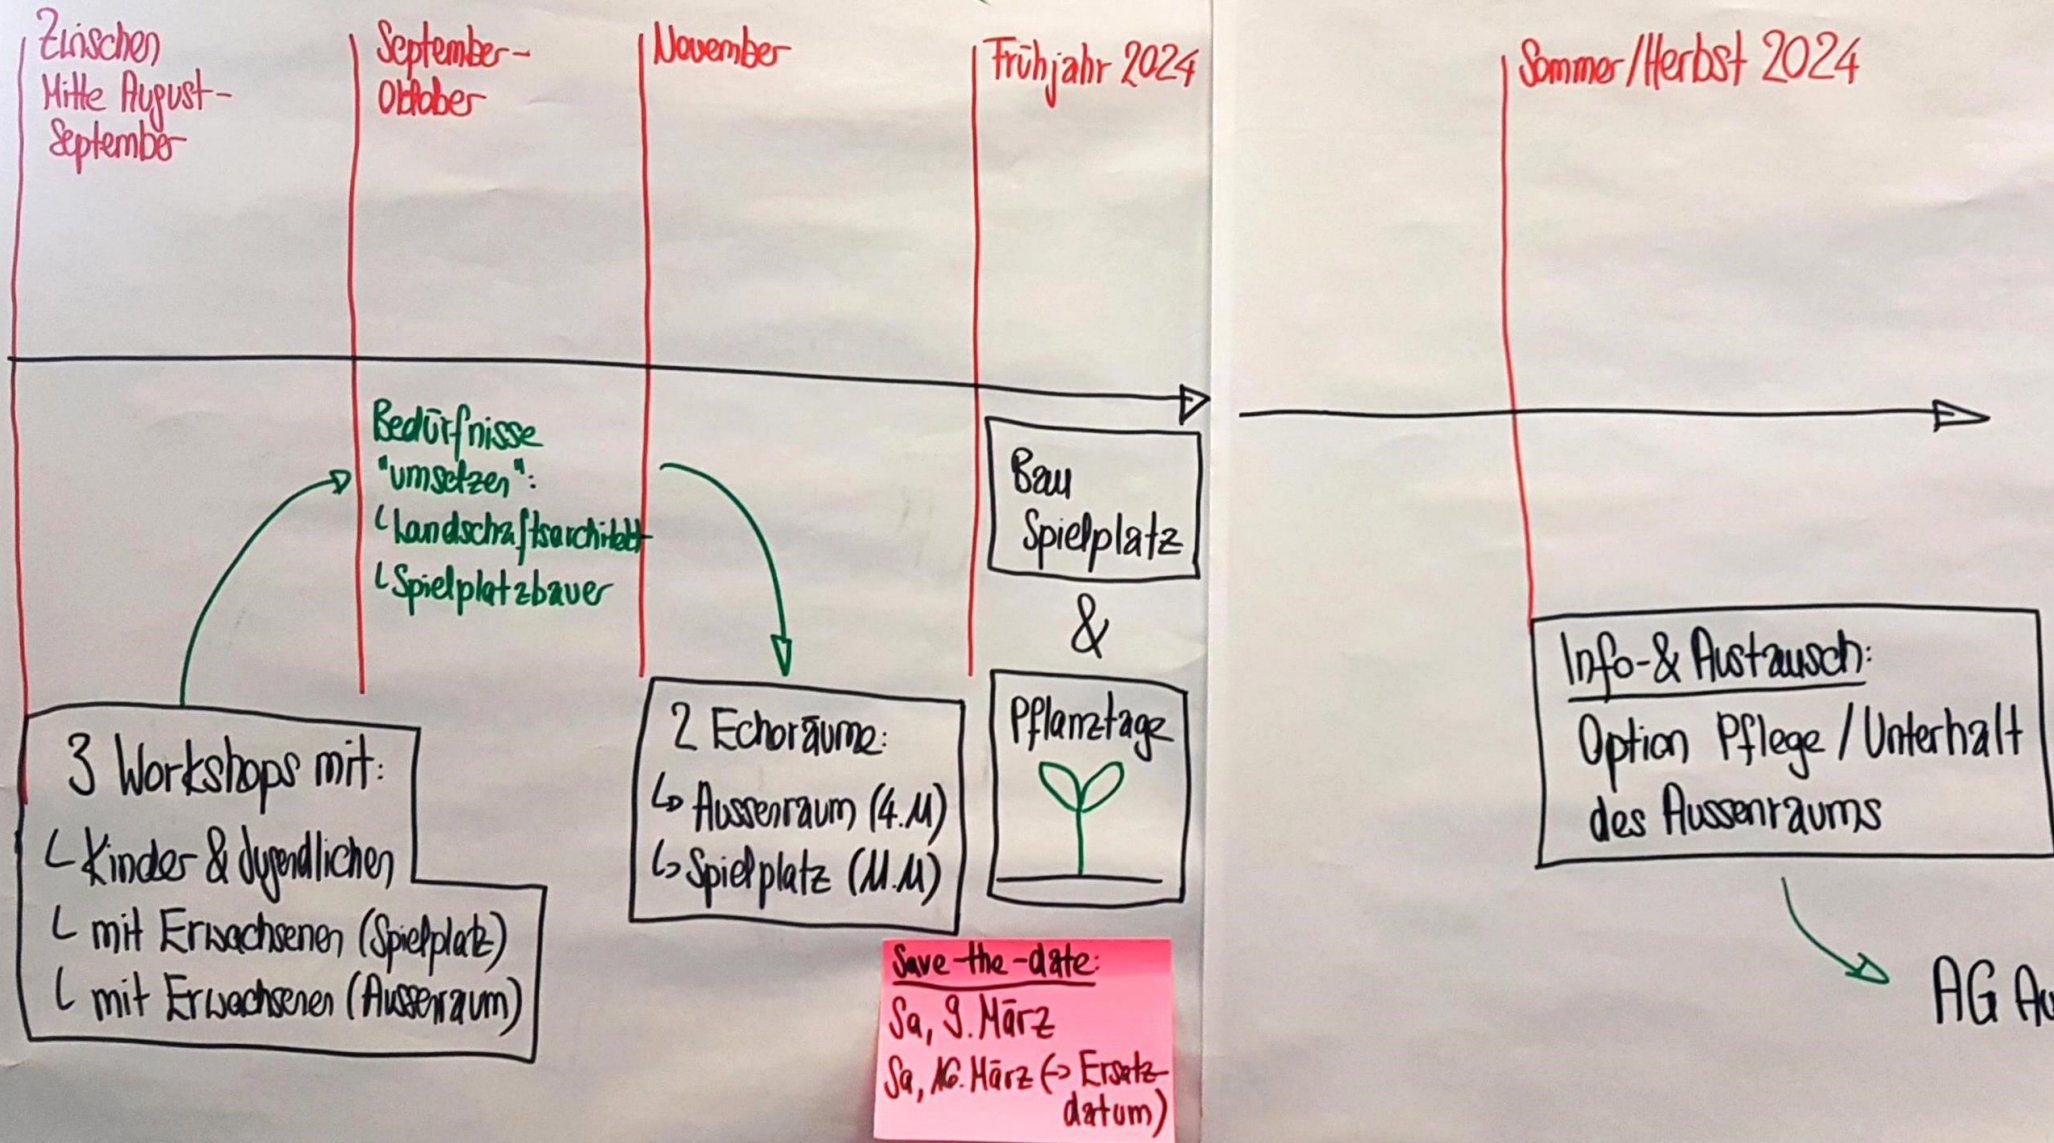 Zwischen
Mitte August-
September
September-
Oktober
November
Frühjahr 2024
Sommer/Herbst 2024
Bedürfnisse
"umsetzen":
Landschaftsarchitekt
Spielplatzbauer
3 Workshops mit:
Kinder & Jugendlichen
mit Erwachsenen (Spielplatz)
mit Erwachsenen (Aussenraum)
2 Echoräume:
Aussenraum (4.11)
Spielplatz (11.11)
Bau
Spielplatz
&
Pflanztage
Save-the-date:
Sa, 9. März
Sa, 16. März (-> Ersatz-
datum)
Info-& Austausch:
Option Pflege / Unterhalt
des Aussenraums
AG Au